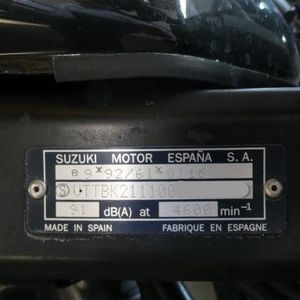 SUZUKI MOTOR ESPAÑA S.A.
e9*92/61*0116
Ⓢ VTTBK211100
91 dB(A) at 4600 min⁻¹
MADE IN SPAIN FABRIQUE EN ESPAGNE